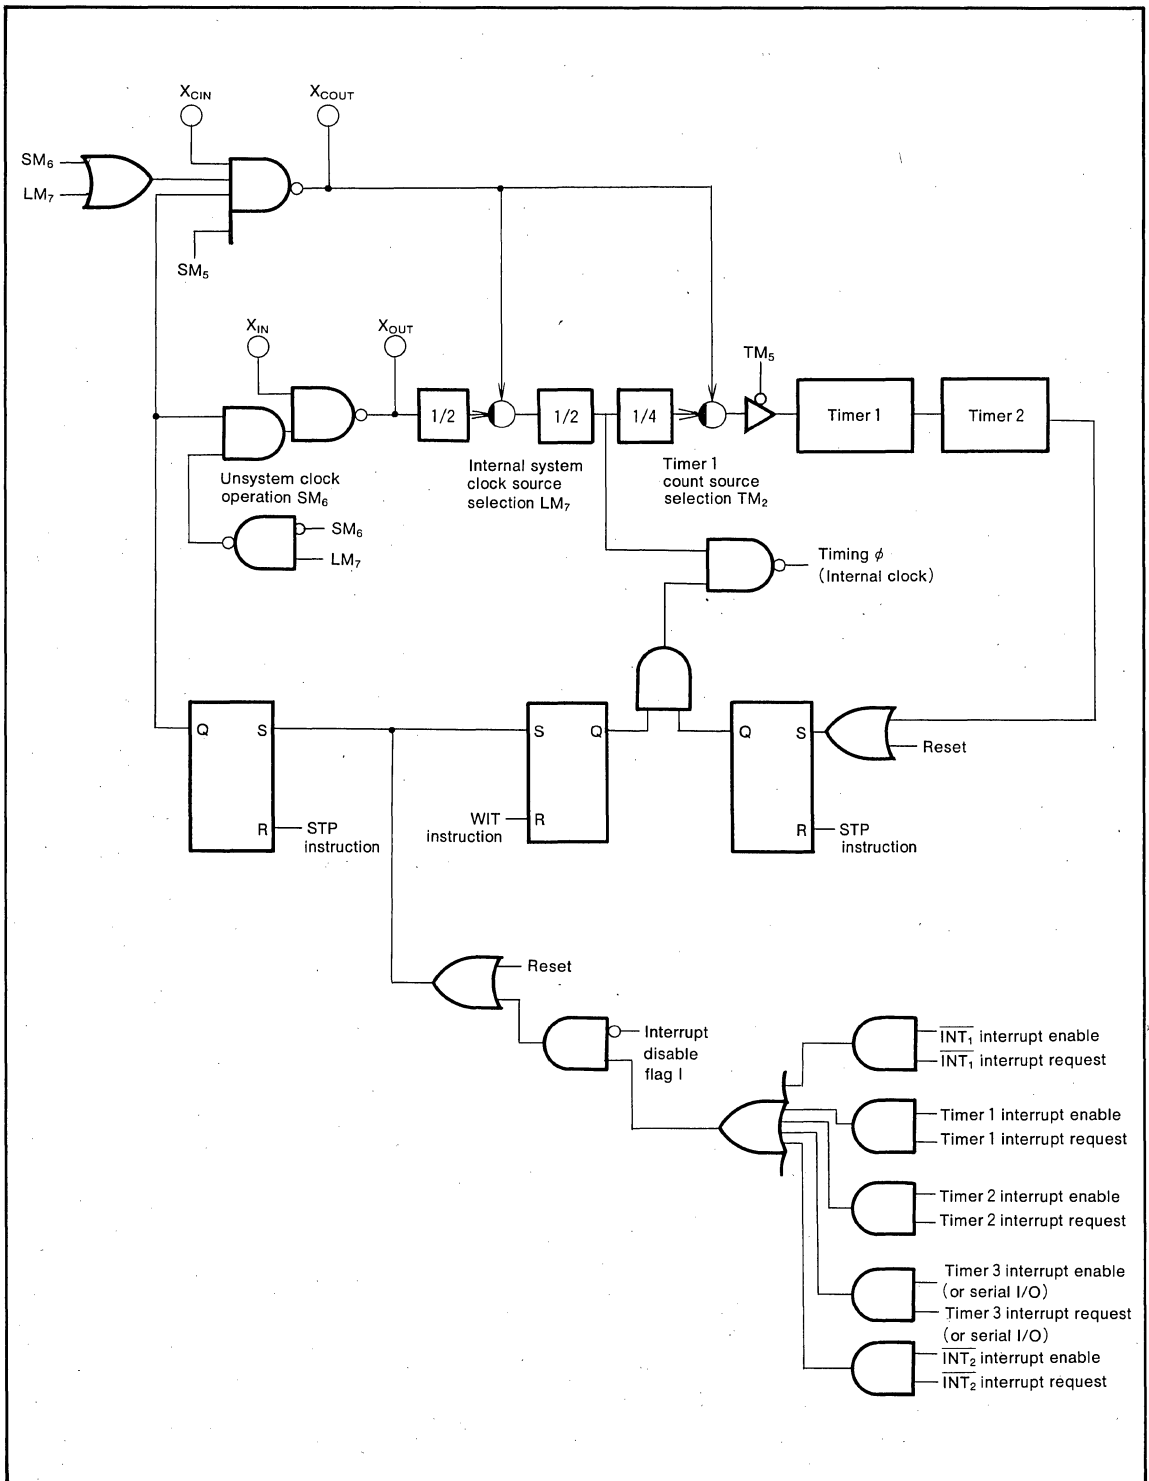 XCIN
XCOUT
SM6
LM7
SM5
XIN
XOUT
TM5
1/2
1/2
1/4
Timer 1
Timer 2
Unsystem clock
operation SM6
Internal system
clock source
selection LM7
Timer 1
count source
selection TM2
SM6
LM7
Timing ϕ
(Internal clock)
Q
S
R
STP
instruction
S
Q
WIT
instruction
R
Q
S
R
STP
instruction
Reset
Reset
Interrupt
disable
flag I
I̅N̅T̅1̅ interrupt enable
I̅N̅T̅1̅ interrupt request
Timer 1 interrupt enable
Timer 1 interrupt request
Timer 2 interrupt enable
Timer 2 interrupt request
Timer 3 interrupt enable
(or serial I/O)
Timer 3 interrupt request
(or serial I/O)
I̅N̅T̅2̅ interrupt enable
I̅N̅T̅2̅ interrupt request